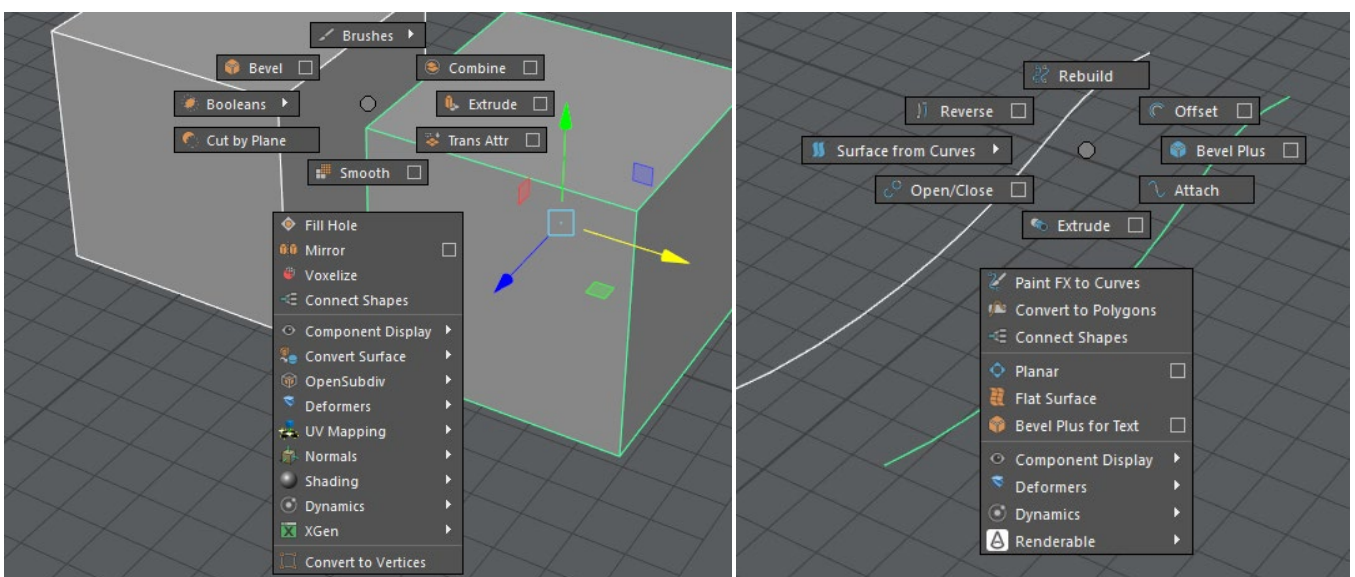 Brushes
Bevel
Combine
Booleans
Extrude
Cut by Plane
Trans Attr
Smooth
Fill Hole
Mirror
Voxelize
Connect Shapes
Component Display
Convert Surface
OpenSubdiv
Deformers
UV Mapping
Normals
Shading
Dynamics
XGen
Convert to Vertices
Rebuild
Reverse
Offset
Surface from Curves
Bevel Plus
Open/Close
Attach
Extrude
Paint FX to Curves
Convert to Polygons
Connect Shapes
Planar
Flat Surface
Bevel Plus for Text
Component Display
Deformers
Dynamics
Renderable